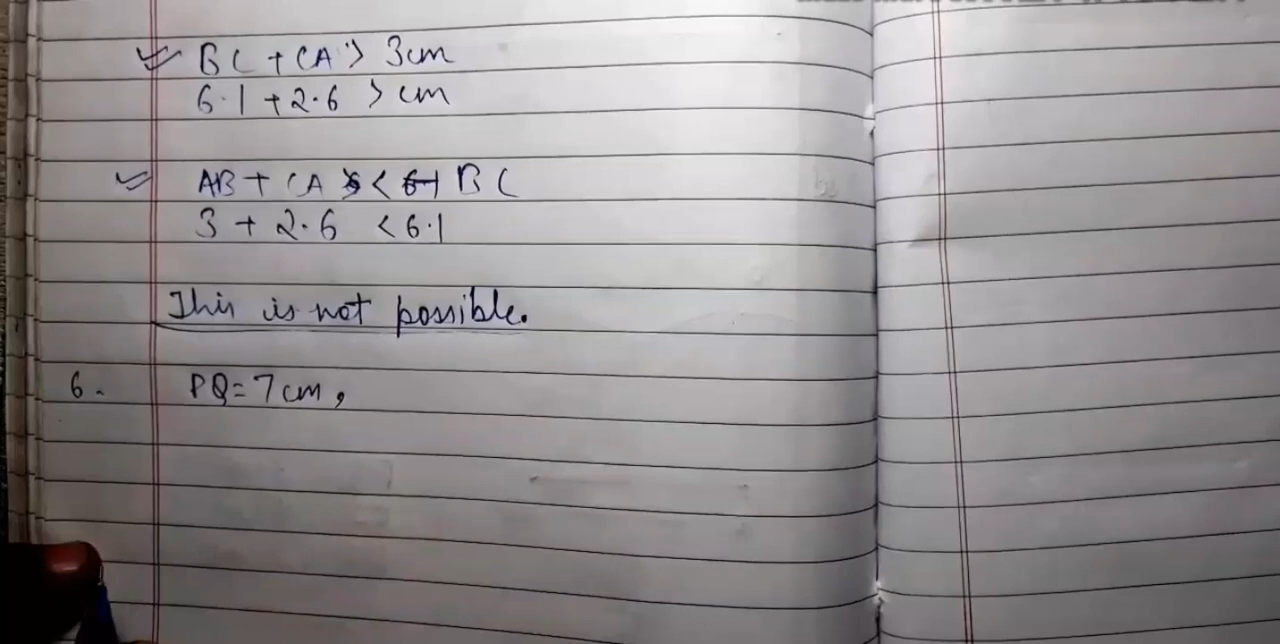 BC + CA > 3cm
6.1 + 2.6 > cm
AB + CA < BC
3 + 2.6 < 6.1
This is not possible.
6. PQ = 7cm,